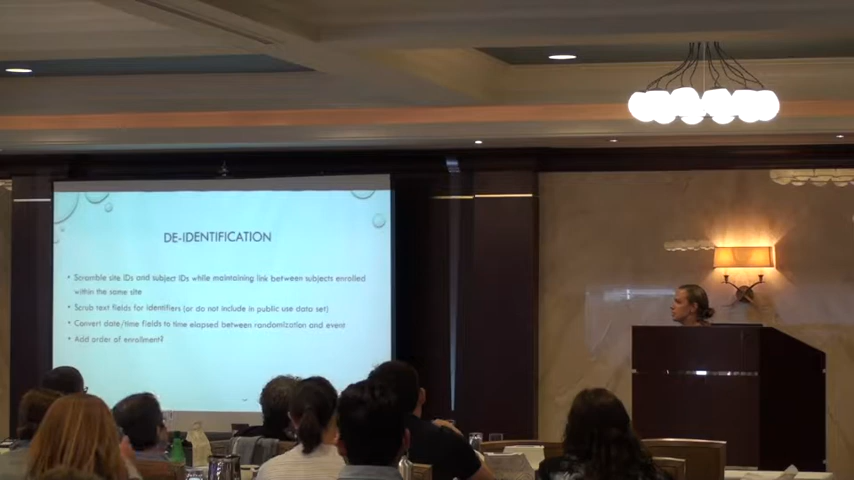 DE-IDENTIFICATION
• Scramble site IDs and subject IDs while maintaining link between subjects enrolled
within the same site
• Scrub text fields for identifiers (or do not include in public use data set)
• Convert date/time fields to time elapsed between randomization and event
• Add order of enrollment?